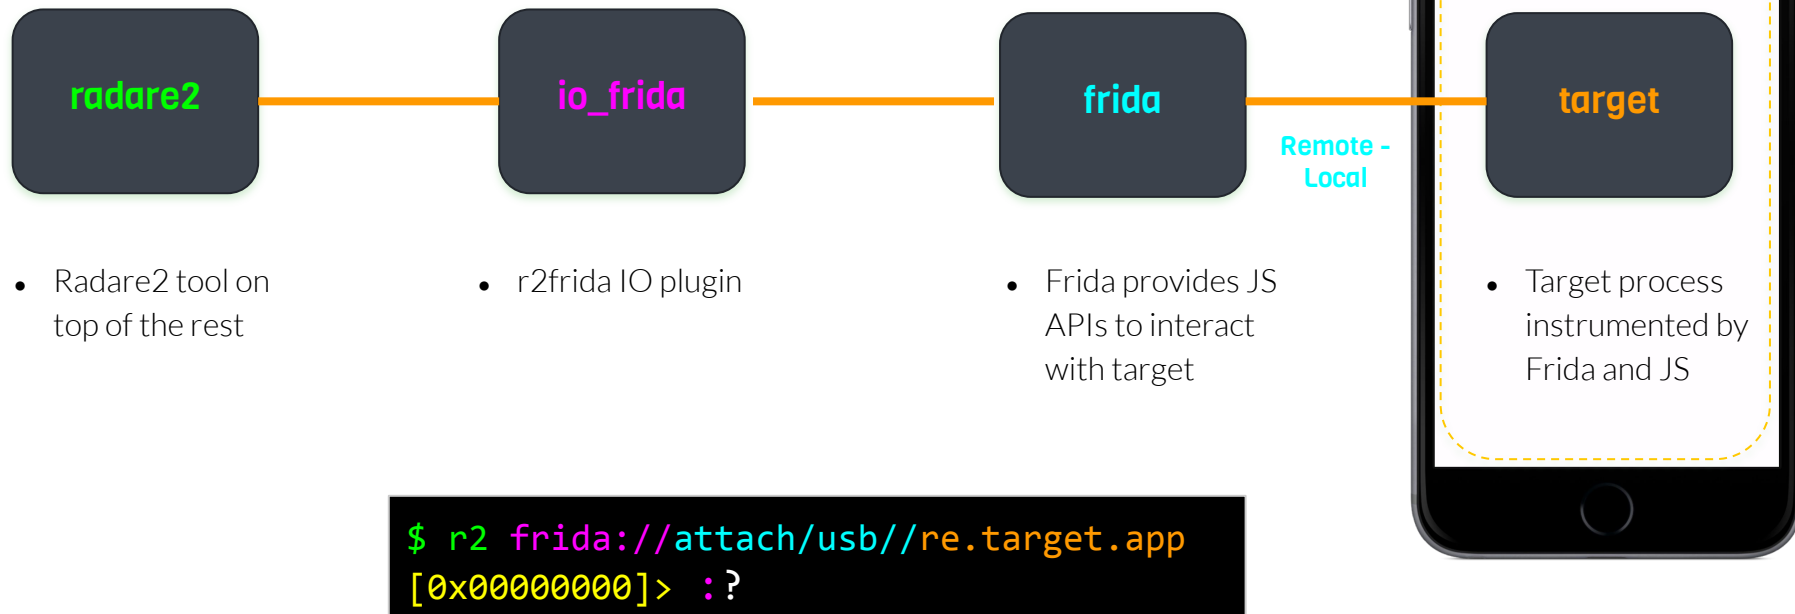 radare2
io_frida
frida
target
Remote -
Local
• Radare2 tool on
top of the rest
• r2frida IO plugin
• Frida provides JS
APIs to interact
with target
• Target process
instrumented by
Frida and JS
$ r2 frida://attach/usb//re.target.app
[0x00000000]> :?